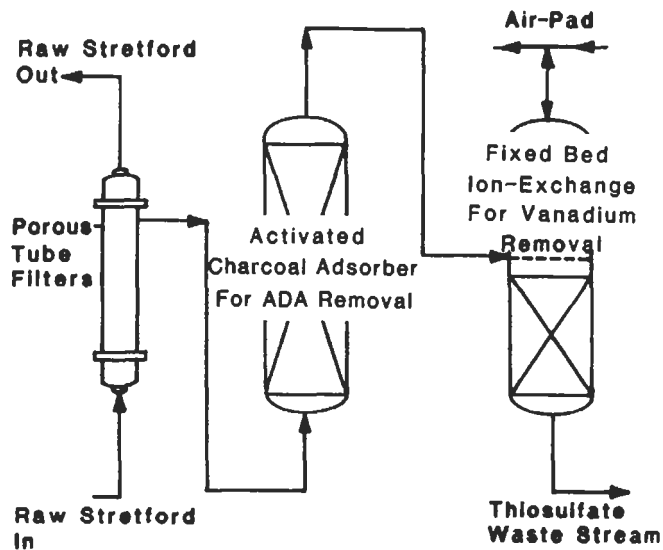 Raw Stretford
Out
Air-Pad
Fixed Bed
Ion-Exchange
For Vanadium
Removal
Porous
Tube
Filters
Activated
Charcoal Adsorber
For ADA Removal
Raw Stretford
In
Thiosulfate
Waste Stream